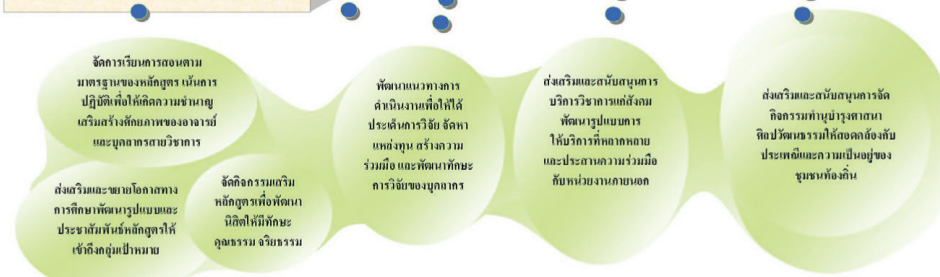 จัดการเรียนการสอนตาม
มาตรฐานของหลักสูตร เน้นการ
ปฏิบัติเพื่อให้เกิดความชำนาญ
เสริมสร้างศักยภาพของอาจารย์
และบุคลากรสายวิชาการ
ส่งเสริมและขยายโอกาสทาง
การศึกษาพัฒนารูปแบบและ
ประชาสัมพันธ์หลักสูตรให้
เข้าถึงกลุ่มเป้าหมาย
จัดกิจกรรมเสริม
หลักสูตรเพื่อพัฒนา
นิสิตให้มีทักษะ
คุณธรรม จริยธรรม
พัฒนาแนวทางการ
ดำเนินงานเพื่อให้ได้
ประเด็นการวิจัย จัดหา
แหล่งทุน สร้างความ
ร่วมมือ และพัฒนาทักษะ
การวิจัยของบุคลากร
ส่งเสริมและสนับสนุนการ
บริการวิชาการแก่สังคม
พัฒนารูปแบบการ
ให้บริการที่หลากหลาย
และประสานความร่วมมือ
กับหน่วยงานภายนอก
ส่งเสริมและสนับสนุนการจัด
กิจกรรมทำนุบำรุงศาสนา
ศิลปวัฒนธรรมให้สอดคล้องกับ
ประเพณีและความเป็นอยู่ของ
ชุมชนท้องถิ่น